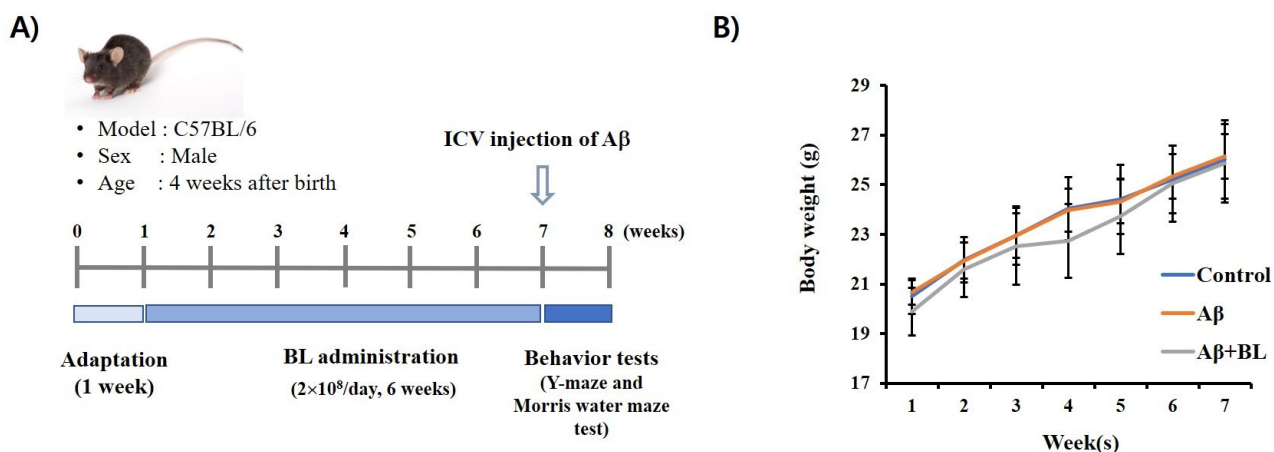 A)
• Model : C57BL/6
• Sex : Male
• Age : 4 weeks after birth
ICV injection of Aβ
0 1 2 3 4 5 6 7 8 (weeks)
Adaptation
(1 week)
BL administration
(2×10⁸/day, 6 weeks)
Behavior tests
(Y-maze and
Morris water maze
test)
B)
Body weight (g)
29
27
25
23
21
19
17
1 2 3 4 5 6 7
Week(s)
Control
Aβ
Aβ+BL